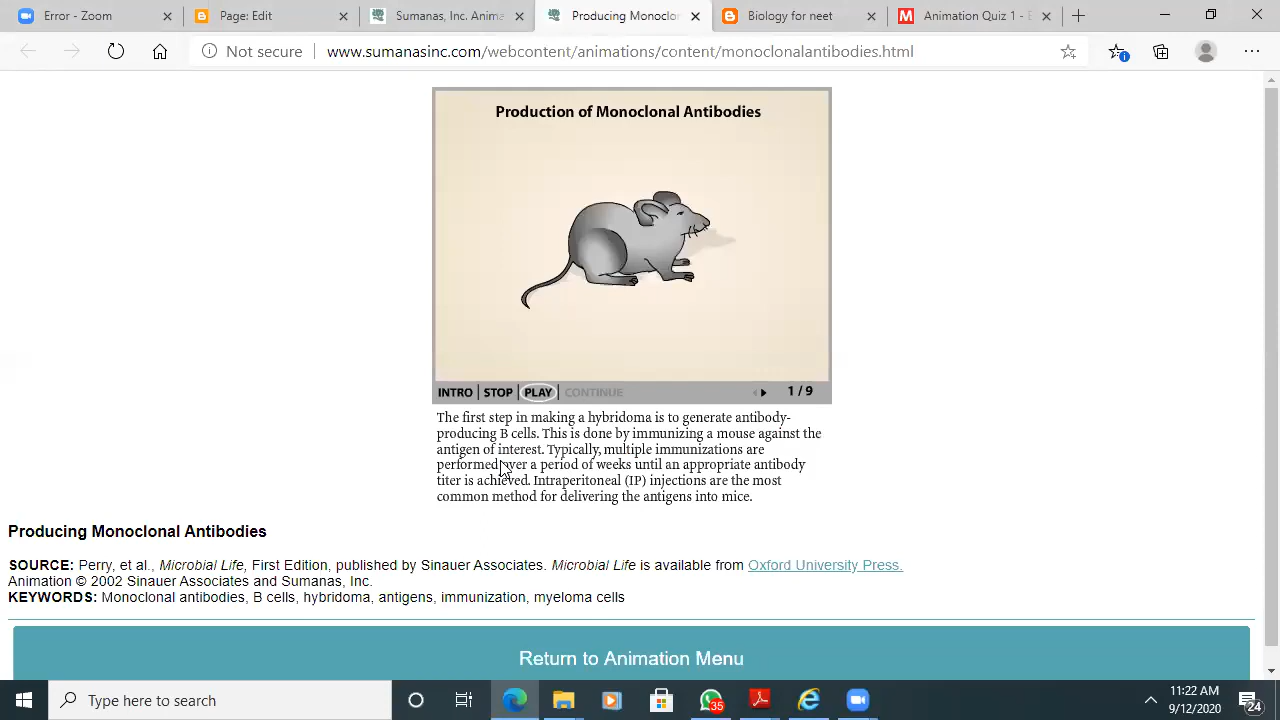 Error - Zoom
Page: Edit
Sumanas, Inc. Anima
Producing Monoclon
Biology for neet
Animation Quiz 1 -
Not secure
www.sumanasinc.com/webcontent/animations/content/monoclonalantibodies.html
Production of Monoclonal Antibodies
INTRO STOP PLAY CONTINUE 1 / 9
The first step in making a hybridoma is to generate antibody-
producing B cells. This is done by immunizing a mouse against the
antigen of interest. Typically, multiple immunizations are
performed over a period of weeks until an appropriate antibody
titer is achieved. Intraperitoneal (IP) injections are the most
common method for delivering the antigens into mice.
Producing Monoclonal Antibodies
SOURCE: Perry, et al., Microbial Life, First Edition, published by Sinauer Associates. Microbial Life is available from Oxford University Press.
Animation © 2002 Sinauer Associates and Sumanas, Inc.
KEYWORDS: Monoclonal antibodies, B cells, hybridoma, antigens, immunization, myeloma cells
Return to Animation Menu
Type here to search
35
11:22 AM
9/12/2020
24